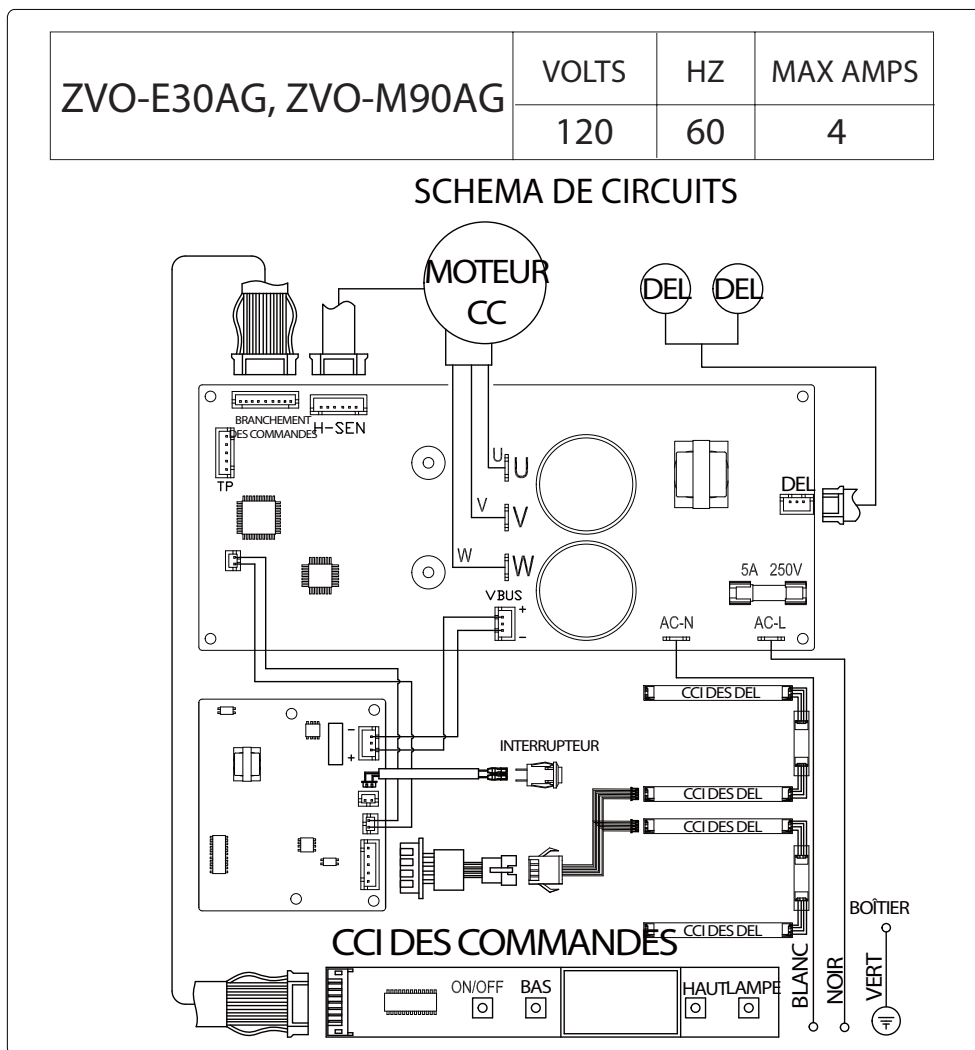 ZVO-E30AG, ZVO-M90AG
VOLTS HZ MAX AMPS
120 60 4
SCHEMA DE CIRCUITS
MOTEUR
CC
DEL DEL
BRANCHEMENT
DES COMMANDES
H-SEN
TP
U U
V V
W W
VBUS
+
-
DEL
5A 250V
AC-N AC-L
CCI DES DEL
-
+
INTERRUPTEUR
CCI DES DEL
CCI DES DEL
CCI DES DEL
BOÎTIER
BLANC
NOIR
VERT
CCI DES COMMANDES
ON/OFF BAS HAUT LAMPE